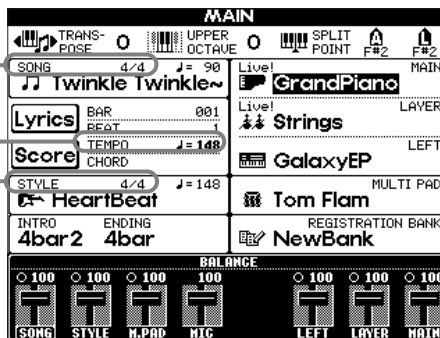 MAIN
TRANS-POSE 0 UPPER OCTAVE 0 SPLIT POINT F#2 F#2
SONG 4/4 ♩= 90
Twinkle Twinkle~
Live! MAIN
GrandPiano
Lyrics BAR 001
BEAT 1
Live! LAYER
Strings
Score TEMPO ♩=148
CHORD
LEFT
GalaxyEP
STYLE 4/4 ♩=148
HeartBeat
MULTI PAD
Tom Flam
INTRO ENDING
4bar2 4bar
REGISTRATION BANK
NewBank
BALANCE
100 100 100 100 100 100 100
SONG STYLE M.PAD MIC LEFT LAYER MAIN